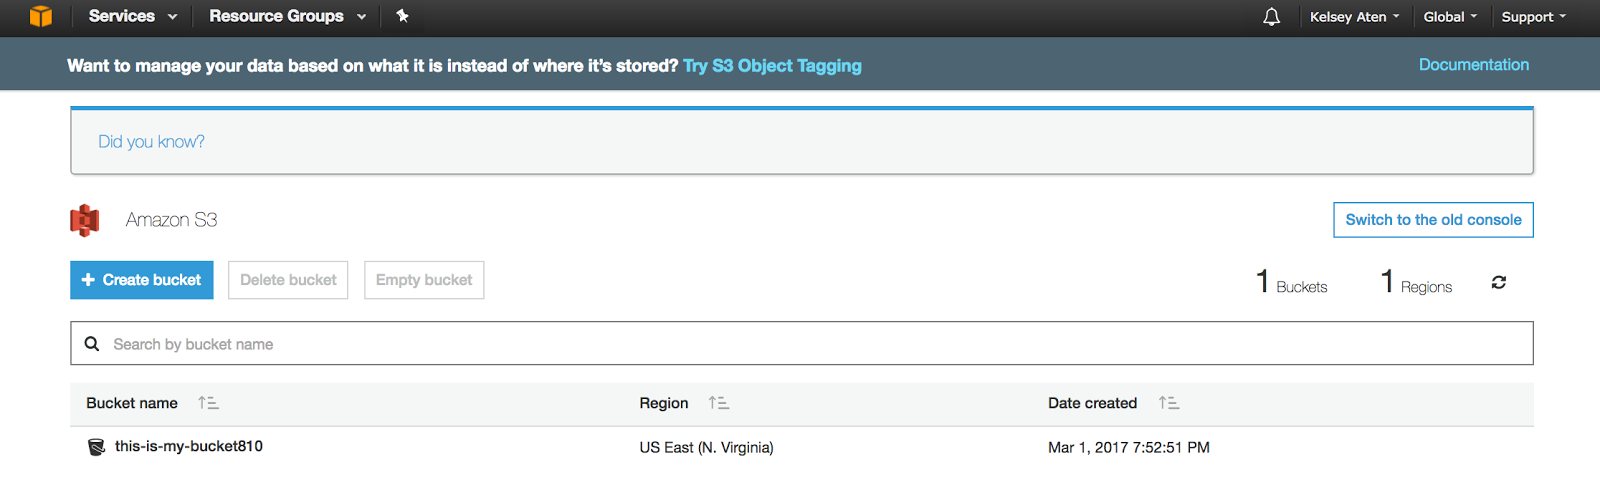 Services Resource Groups Kelsey Aten Global Support
Want to manage your data based on what it is instead of where it's stored? Try S3 Object Tagging Documentation
Did you know?
Amazon S3 Switch to the old console
+ Create bucket Delete bucket Empty bucket 1 Buckets 1 Regions
Search by bucket name
Bucket name Region Date created
this-is-my-bucket810 US East (N. Virginia) Mar 1, 2017 7:52:51 PM